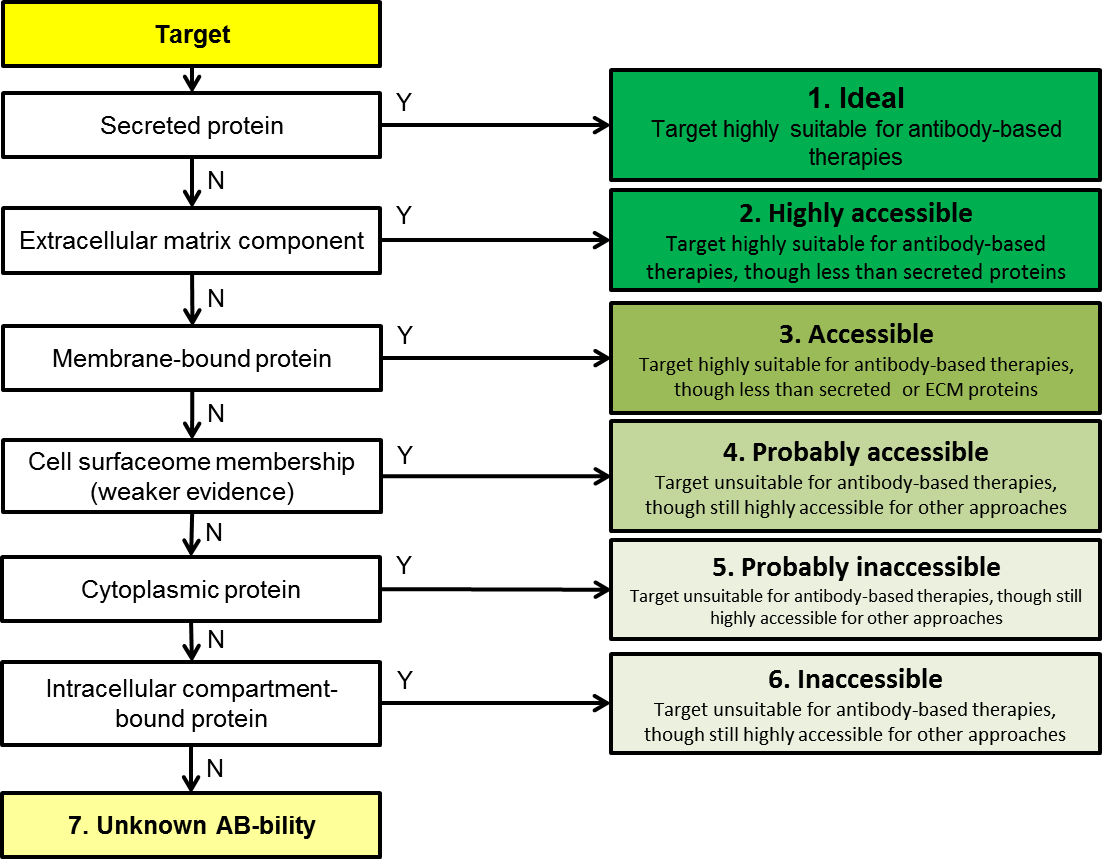 Target
Secreted protein
Y
1. Ideal
Target highly suitable for antibody-based
therapies
N
Extracellular matrix component
Y
2. Highly accessible
Target highly suitable for antibody-based
therapies, though less than secreted proteins
N
Membrane-bound protein
Y
3. Accessible
Target highly suitable for antibody-based therapies,
though less than secreted or ECM proteins
N
Cell surfaceome membership
(weaker evidence)
Y
4. Probably accessible
Target unsuitable for antibody-based therapies,
though still highly accessible for other approaches
N
Cytoplasmic protein
Y
5. Probably inaccessible
Target unsuitable for antibody-based therapies, though still
highly accessible for other approaches
N
Intracellular compartment-
bound protein
Y
6. Inaccessible
Target unsuitable for antibody-based therapies,
though still highly accessible for other approaches
N
7. Unknown AB-bility